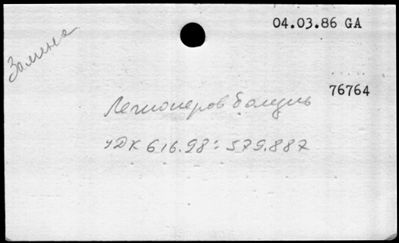 04.03.86 GA
Замена
76764
Легионеров болезнь
УДК 616.98:579.887